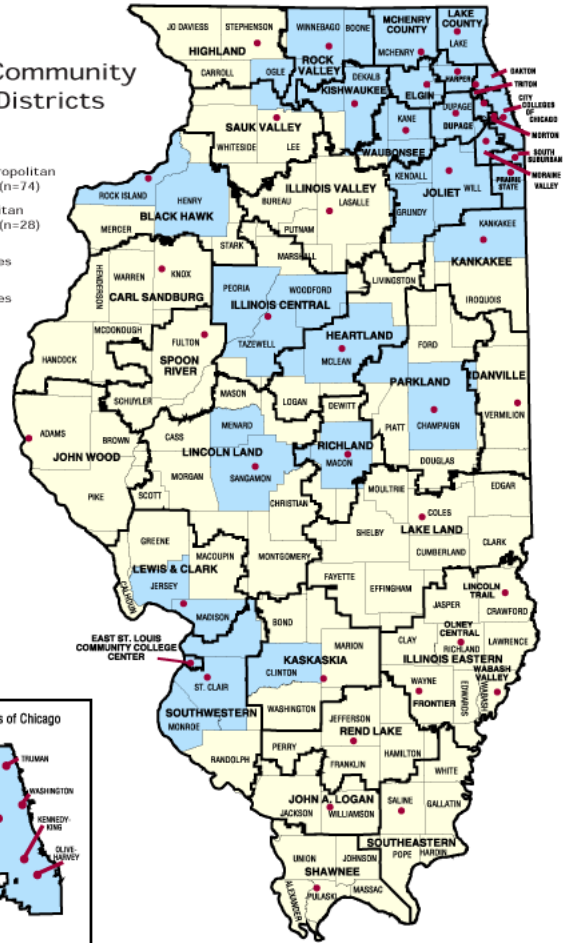 Community
Districts
ropolitan
(n=74)
itan
(n=28)
es
es
JO DAVIESS
STEPHENSON
WINNEBAGO
BOONE
MCHENRY
COUNTY
LAKE
COUNTY
HIGHLAND
ROCK
VALLEY
MCHENRY
LAKE
CARROLL
OGLE
DEKALB
KISHWAUKEE
ELGIN
HARPER
OAKTON
TRITON
CITY
COLLEGES
OF
CHICAGO
KANE
DUPAGE
DUPAGE
MORTON
SAUK VALLEY
WHITESIDE
LEE
WAUBONSEE
SOUTH
SUBURBAN
MORAINE
VALLEY
PRAIRIE
STATE
KENDALL
WILL
JOLIET
GRUNDY
ILLINOIS VALLEY
BUREAU
LASALLE
PUTNAM
ROCK ISLAND
HENRY
BLACK HAWK
MERCER
STARK
MARSHALL
KANKAKEE
KANKAKEE
LIVINGSTON
IROQUOIS
HENDERSON
WARREN
KNOX
CARL SANDBURG
PEORIA
WOODFORD
ILLINOIS CENTRAL
TAZEWELL
HEARTLAND
MCLEAN
FORD
MCDONOUGH
HANCOCK
FULTON
SPOON
RIVER
SCHUYLER
MASON
LOGAN
DEWITT
PARKLAND
DANVILLE
VERMILION
PIATT
CHAMPAIGN
DOUGLAS
ADAMS
BROWN
JOHN WOOD
PIKE
CASS
MENARD
LINCOLN LAND
SANGAMON
MORGAN
SCOTT
RICHLAND
MACON
CHRISTIAN
MOULTRIE
EDGAR
COLES
LAKE LAND
SHELBY
CUMBERLAND
CLARK
GREENE
MACOUPIN
MONTGOMERY
LEWIS & CLARK
JERSEY
CALHOUN
MADISON
FAYETTE
EFFINGHAM
BOND
LINCOLN
TRAIL
JASPER
CRAWFORD
OLNEY
CENTRAL
RICHLAND
LAWRENCE
CLAY
ILLINOIS EASTERN
WABASH
VALLEY
WAYNE
FRONTIER
EDWARDS
WABASH
EAST ST. LOUIS
COMMUNITY COLLEGE
CENTER
MARION
KASKASKIA
CLINTON
ST. CLAIR
SOUTHWESTERN
MONROE
WASHINGTON
JEFFERSON
REND LAKE
RANDOLPH
PERRY
FRANKLIN
HAMILTON
WHITE
JOHN A. LOGAN
JACKSON
WILLIAMSON
SALINE
GALLATIN
SOUTHEASTERN
POPE
HARDIN
UNION
JOHNSON
SHAWNEE
ALEXANDER
PULASKI
MASSAC
s of Chicago
TRUMAN
WASHINGTON
KENNEDY-
KING
OLIVE-
HARVEY